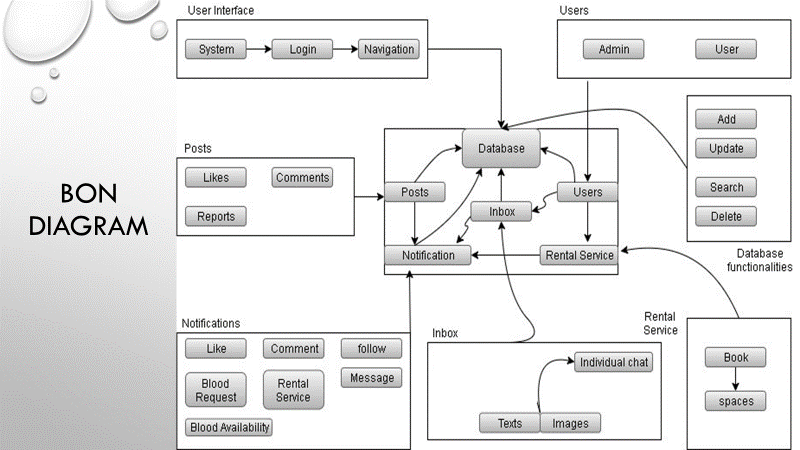 BON
DIAGRAM
User Interface
System
Login
Navigation
Users
Admin
User
Posts
Likes
Comments
Reports
Database
Posts
Users
Inbox
Notification
Rental Service
Add
Update
Search
Delete
Database
functionalities
Notifications
Like
Comment
follow
Blood
Request
Rental
Service
Message
Blood Availability
Inbox
Individual chat
Texts
Images
Rental
Service
Book
spaces